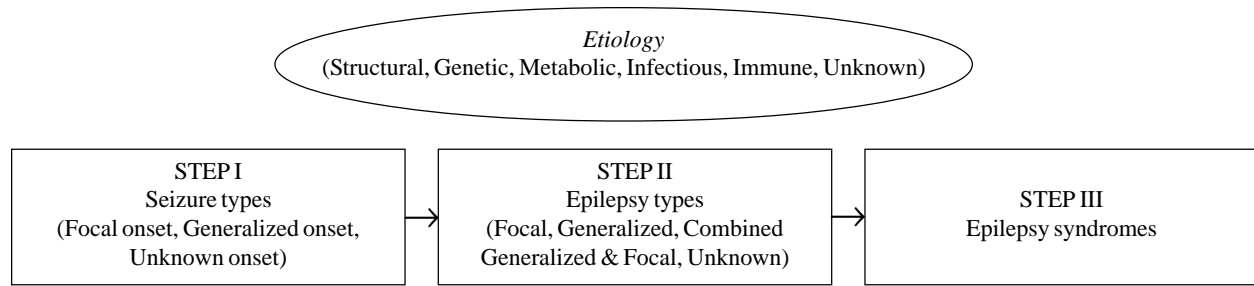 Etiology
(Structural, Genetic, Metabolic, Infectious, Immune, Unknown)
STEP I
Seizure types
(Focal onset, Generalized onset,
Unknown onset)
STEP II
Epilepsy types
(Focal, Generalized, Combined
Generalized & Focal, Unknown)
STEP III
Epilepsy syndromes